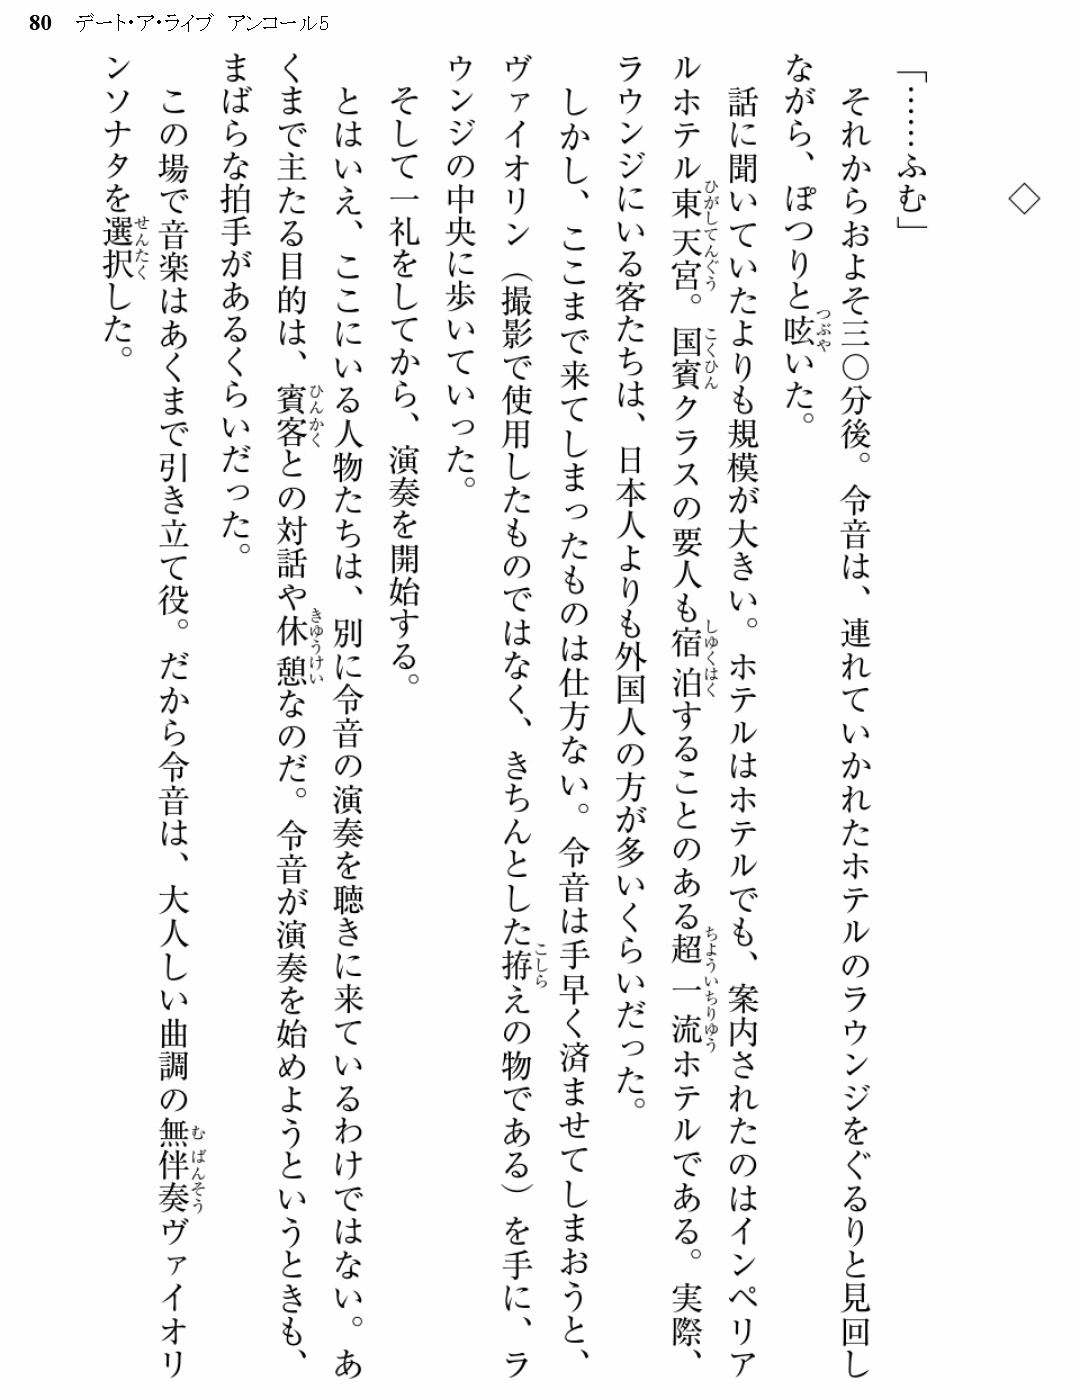 80　デート・ア・ライブ　アンコール5
◇
「……ふむ」
　それからおよそ三〇分後。令音は、連れていかれたホテルのラウンジをぐるりと見回し
ながら、ぽつりと呟いた。
　話に聞いていたよりも規模が大きい。ホテルはホテルでも、案内されたのはインペリア
ルホテル東天宮。国賓クラスの要人も宿泊することのある超一流ホテルである。実際、
ラウンジにいる客たちは、日本人よりも外国人の方が多いくらいだった。
　しかし、ここまで来てしまったものは仕方ない。令音は手早く済ませてしまおうと、
ヴァイオリン（撮影で使用したものではなく、きちんとした拵えの物である）を手に、ラ
ウンジの中央に歩いていった。
　そして一礼をしてから、演奏を開始する。
　とはいえ、ここにいる人物たちは、別に令音の演奏を聴きに来ているわけではない。あ
くまで主たる目的は、賓客との対話や休憩なのだ。令音が演奏を始めようというときも、
まばらな拍手があるくらいだった。
　この場で音楽はあくまで引き立て役。だから令音は、大人しい曲調の無伴奏ヴァイオリ
ンソナタを選択した。